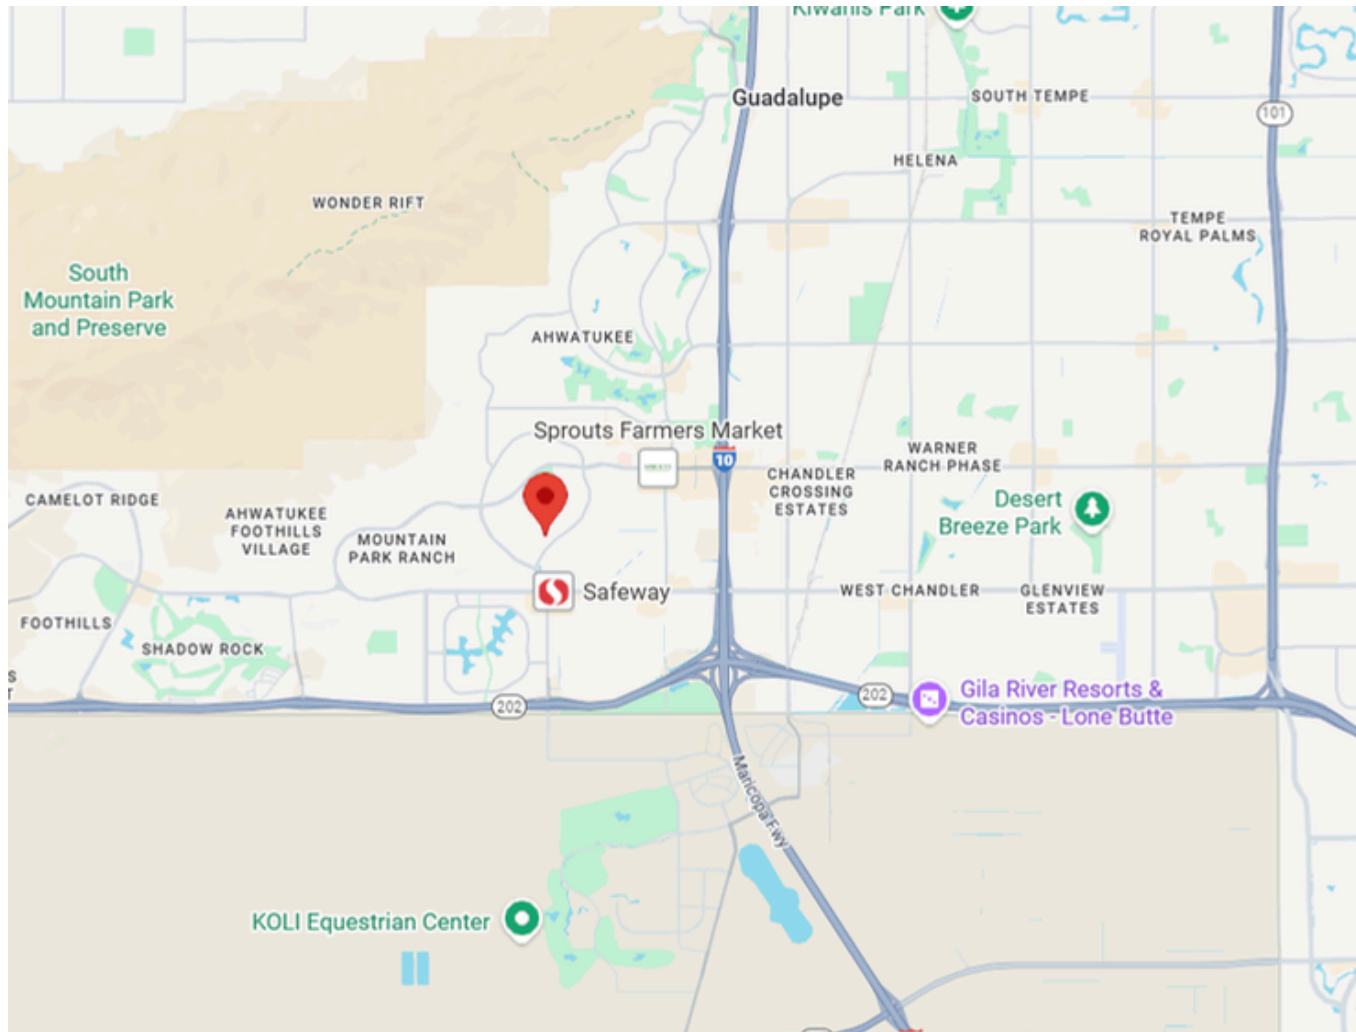 Kiwanis Park
Guadalupe
SOUTH TEMPE
101
HELENA
WONDER RIFT
TEMPE
ROYAL PALMS
South
Mountain Park
and Preserve
AHWATUKEE
Sprouts Farmers Market
10
WARNER
RANCH PHASE
CHANDLER
CROSSING
ESTATES
CAMELOT RIDGE
AHWATUKEE
FOOTHILLS
VILLAGE
MOUNTAIN
PARK RANCH
Desert
Breeze Park
Safeway
WEST CHANDLER
GLENVIEW
ESTATES
FOOTHILLS
SHADOW ROCK
S
T
202
202
Gila River Resorts &
Casinos - Lone Butte
Maricopa Fwy
KOLI Equestrian Center